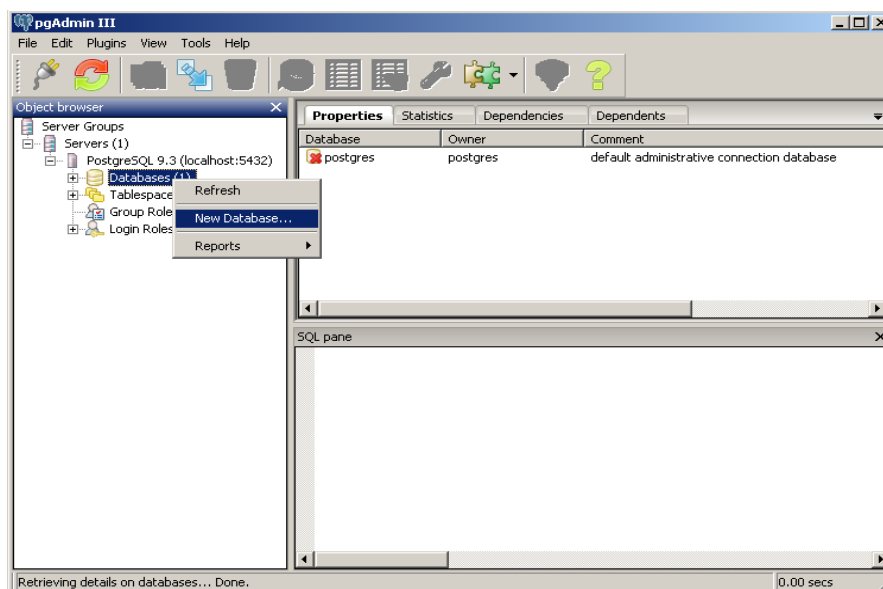 pgAdmin III
File Edit Plugins View Tools Help
Object browser
Server Groups
Servers (1)
PostgreSQL 9.3 (localhost:5432)
Databases (1)
Tablespace
Group Role
Login Roles
Refresh
New Database...
Reports
Properties Statistics Dependencies Dependents
Database Owner Comment
postgres postgres default administrative connection database
SQL pane
Retrieving details on databases... Done. 0.00 secs